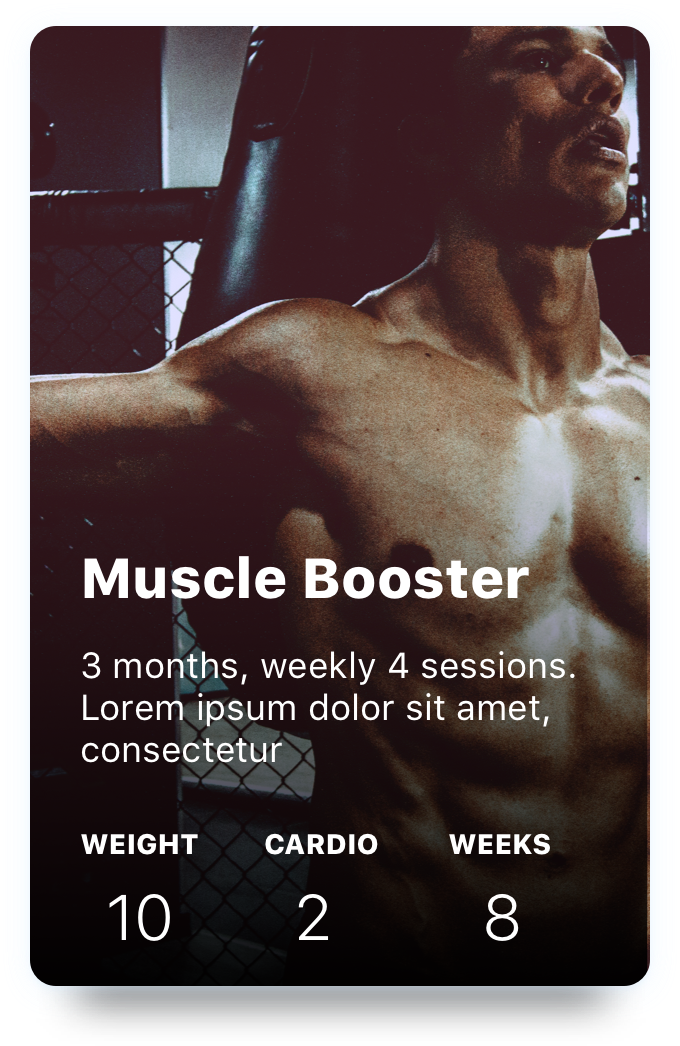 Muscle Booster
3 months, weekly 4 sessions.
Lorem ipsum dolor sit amet,
consectetur
WEIGHT CARDIO WEEKS
10 2 8